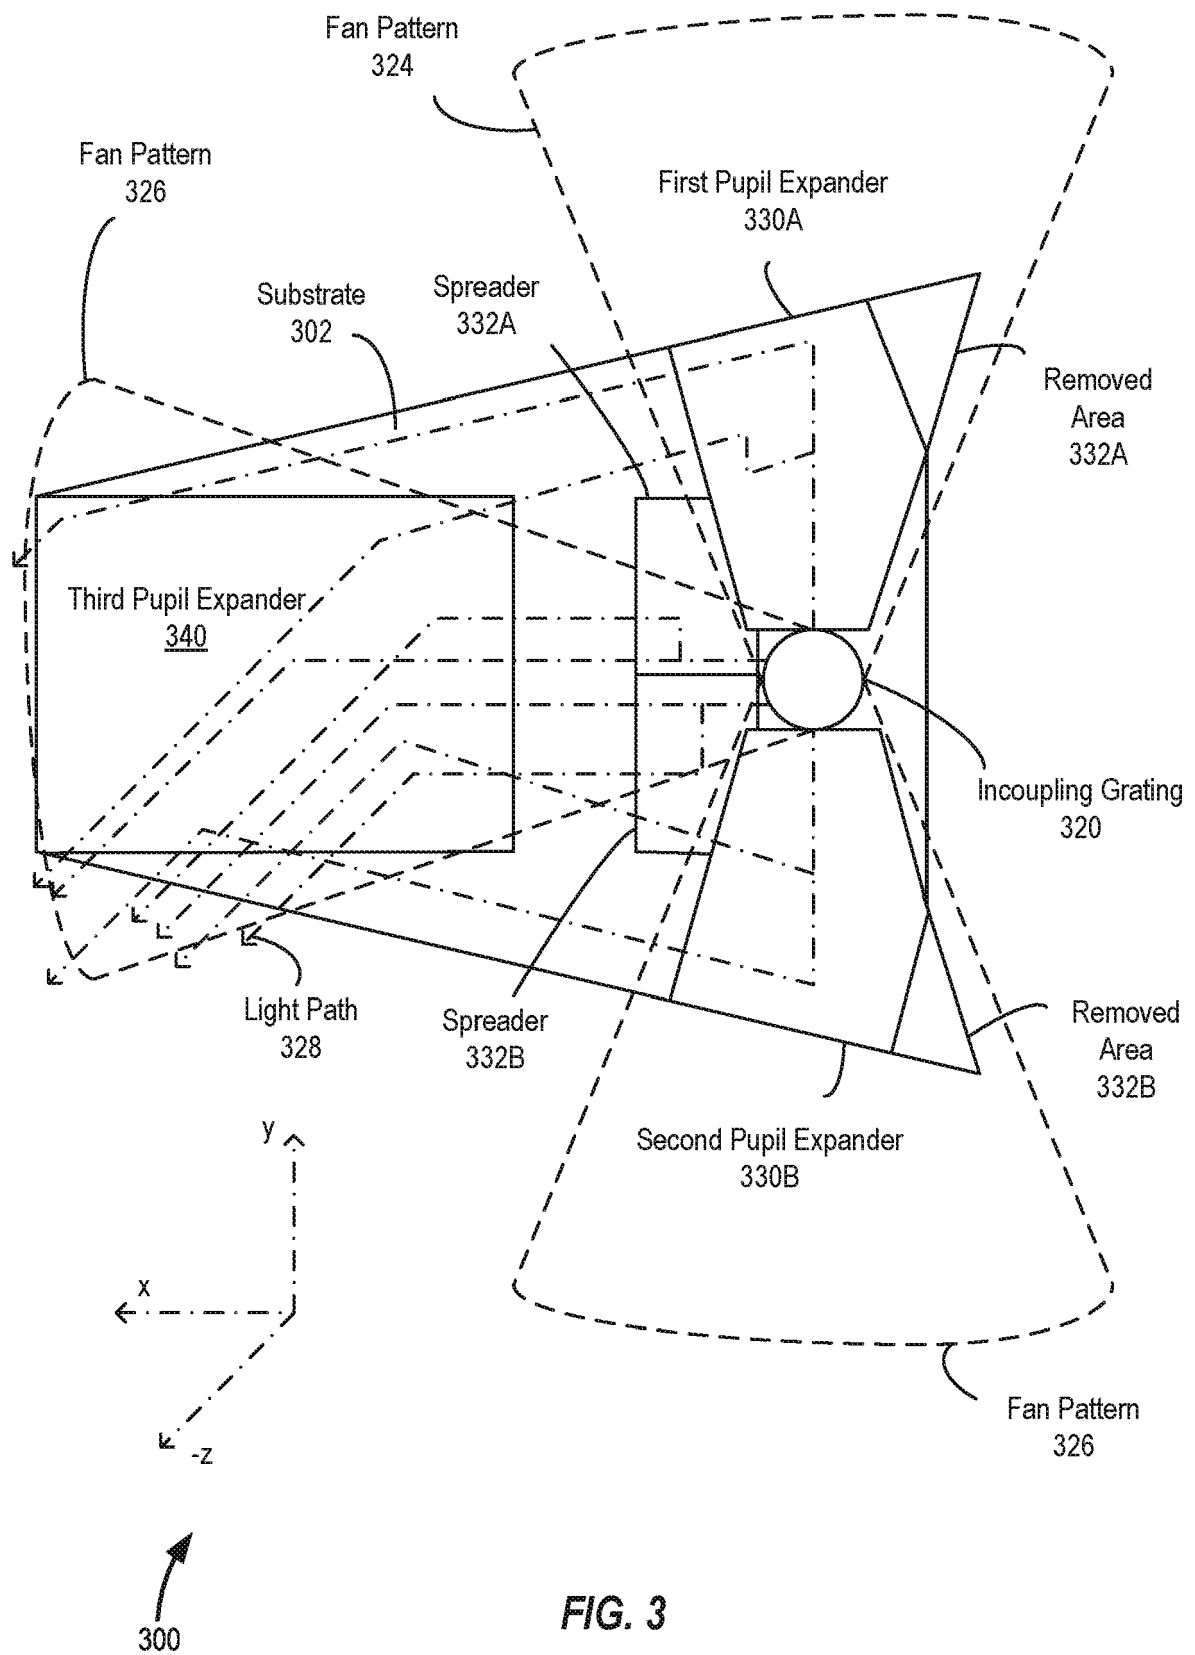 Fan Pattern
324
Fan Pattern
326
First Pupil Expander
330A
Spreader
332A
Substrate
302
Removed
Area
332A
Third Pupil Expander
340
Incoupling Grating
320
Light Path
328
Spreader
332B
Removed
Area
332B
Second Pupil Expander
330B
y
x
-z
Fan Pattern
326
300
FIG. 3